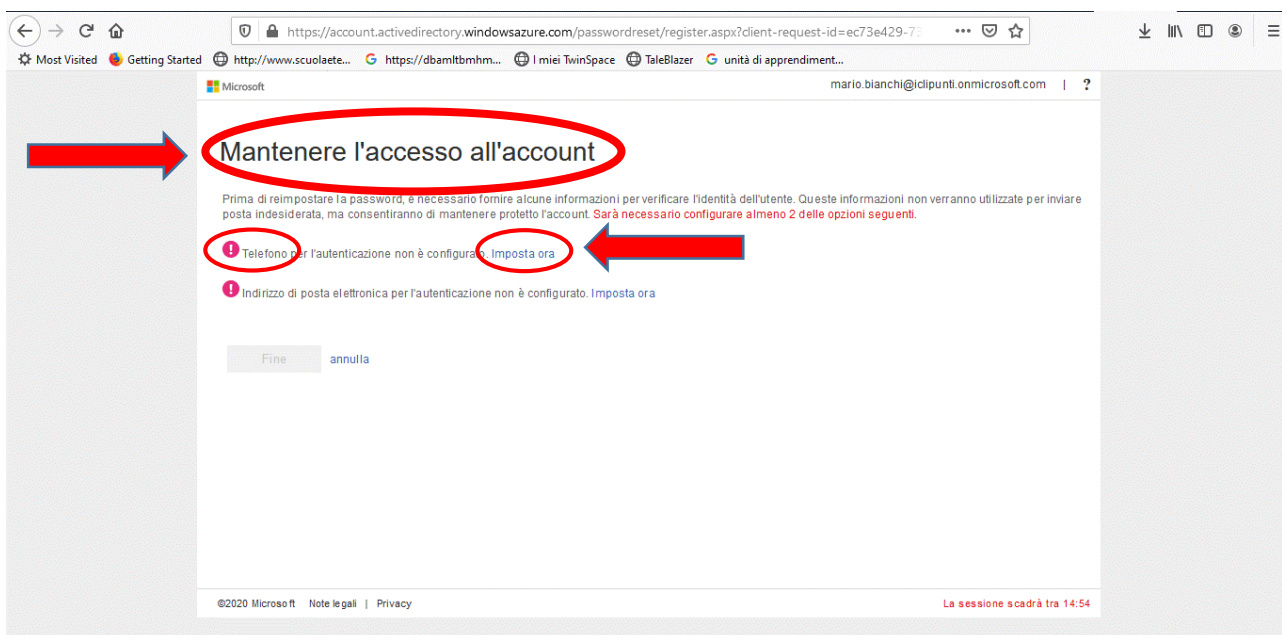 https://account.activedirectory.windowsazure.com/passwordreset/register.aspx?client-request-id=ec73e429-73
Most Visited Getting Started http://www.scuolaete... https://dbamltbmhm... I miei TwinSpace TaleBlazer unità di apprendiment...
Microsoft mario.bianchi@iclipunti.onmicrosoft.com | ?
Mantenere l'accesso all'account
Prima di reimpostare la password, è necessario fornire alcune informazioni per verificare l'identità dell'utente. Queste informazioni non verranno utilizzate per inviare
posta indesiderata, ma consentiranno di mantenere protetto l'account. Sarà necessario configurare almeno 2 delle opzioni seguenti.
Telefono per l'autenticazione non è configurato. Imposta ora
Indirizzo di posta elettronica per l'autenticazione non è configurato. Imposta ora
Fine annulla
©2020 Microsoft Note legali | Privacy La sessione scadrà tra 14:54